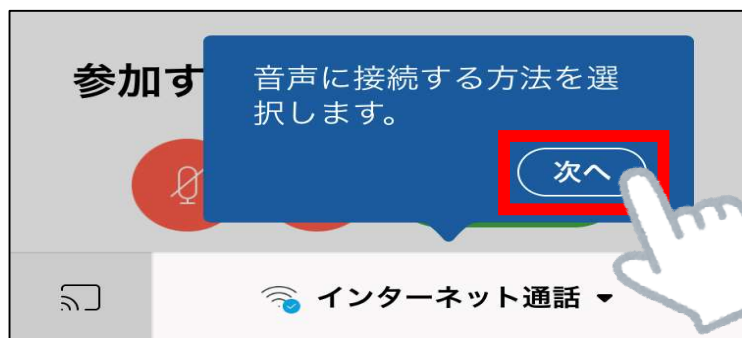 参加す
音声に接続する方法を選
択します。
次へ
インターネット通話